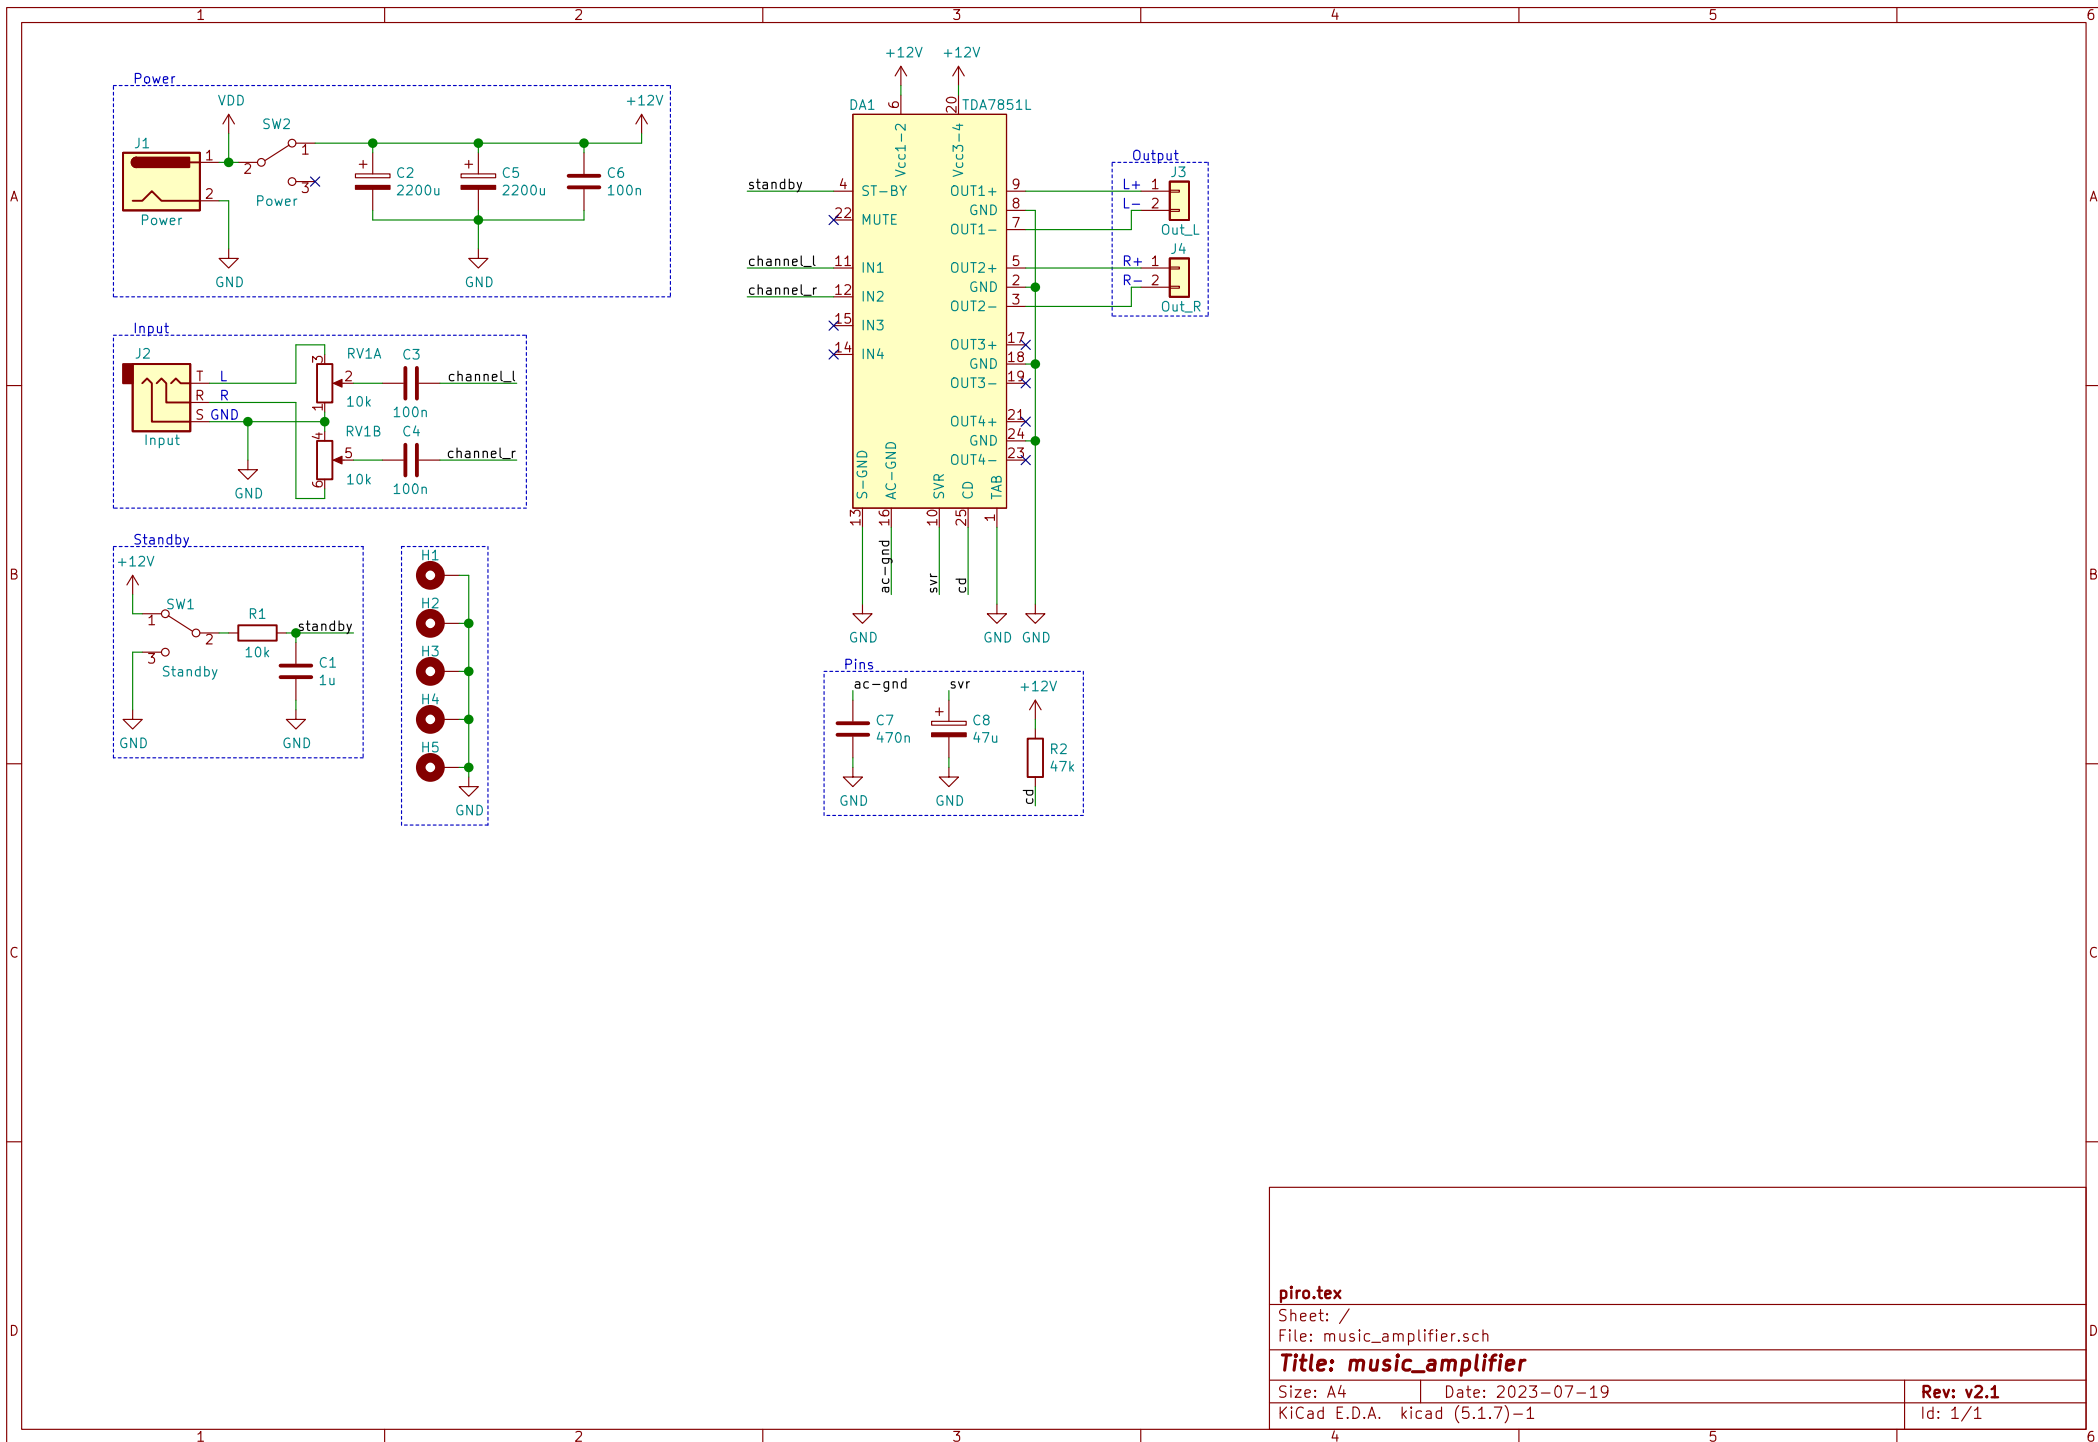 1 2 3 4 5 6
A
B
C
D
A
B
C
D
Power
VDD
+12V
SW2
J1
1
2
2
1
3
Power
Power
+
C2
2200u
+
C5
2200u
C6
100n
GND
GND
Input
J2
T L
R R
S GND
Input
3
RV1A
2
10k
1
C3
100n
channel_l
4
RV1B
5
10k
6
C4
100n
channel_r
GND
Standby
+12V
SW1
1
2
3
Standby
R1
10k
standby
C1
1u
GND
GND
H1
H2
H3
H4
H5
GND
+12V
+12V
DA1
6
20
TDA7851L
Vcc1-2
Vcc3-4
standby
4
ST-BY
22
MUTE
channel_l
11
IN1
channel_r
12
IN2
15
IN3
14
IN4
OUT1+
9
GND
8
OUT1-
7
OUT2+
5
GND
2
OUT2-
3
OUT3+
17
GND
18
OUT3-
19
OUT4+
21
GND
24
OUT4-
23
S-GND
AC-GND
SVR
CD
TAB
13
16
10
25
1
ac-gnd
svr
cd
GND
GND
GND
Output
J3
L+ 1
L- 2
Out_L
J4
R+ 1
R- 2
Out_R
Pins
ac-gnd
C7
470n
GND
svr
+
C8
47u
GND
+12V
R2
47k
cd
piro.tex
Sheet: /
File: music_amplifier.sch
Title: music_amplifier
Size: A4
Date: 2023-07-19
Rev: v2.1
KiCad E.D.A.  kicad (5.1.7)-1
Id: 1/1
1 2 3 4 5 6